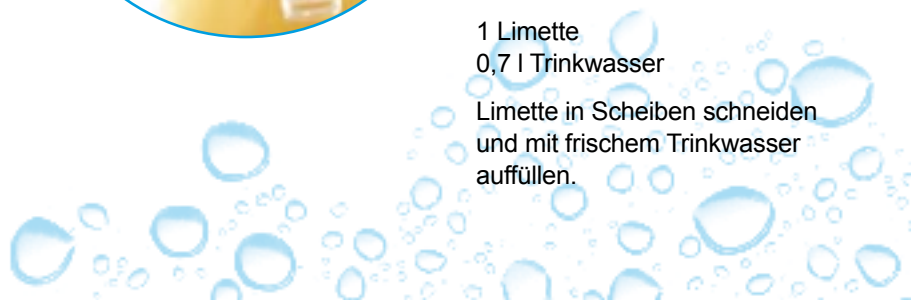 1 Limette
0,7 l Trinkwasser
Limette in Scheiben schneiden
und mit frischem Trinkwasser
auffüllen.